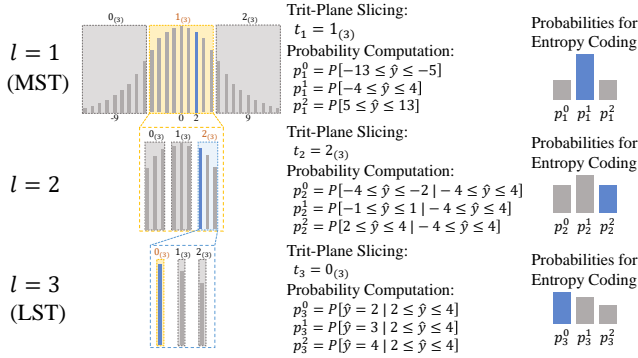 0₍₃₎ 1₍₃₎ 2₍₃₎
l = 1
(MST)
-9 0 2 9
Trit-Plane Slicing:
t₁ = 1₍₃₎
Probability Computation:
p₁⁰ = P[−13 ≤ ŷ ≤ −5]
p₁¹ = P[−4 ≤ ŷ ≤ 4]
p₁² = P[5 ≤ ŷ ≤ 13]
Probabilities for
Entropy Coding
p₁⁰ p₁¹ p₁²
0₍₃₎ 1₍₃₎ 2₍₃₎
l = 2
Trit-Plane Slicing:
t₂ = 2₍₃₎
Probability Computation:
p₂⁰ = P[−4 ≤ ŷ ≤ −2 | −4 ≤ ŷ ≤ 4]
p₂¹ = P[−1 ≤ ŷ ≤ 1 | −4 ≤ ŷ ≤ 4]
p₂² = P[2 ≤ ŷ ≤ 4 | −4 ≤ ŷ ≤ 4]
Probabilities for
Entropy Coding
p₂⁰ p₂¹ p₂²
0₍₃₎ 1₍₃₎ 2₍₃₎
l = 3
(LST)
Trit-Plane Slicing:
t₃ = 0₍₃₎
Probability Computation:
p₃⁰ = P[ŷ = 2 | 2 ≤ ŷ ≤ 4]
p₃¹ = P[ŷ = 3 | 2 ≤ ŷ ≤ 4]
p₃² = P[ŷ = 4 | 2 ≤ ŷ ≤ 4]
Probabilities for
Entropy Coding
p₃⁰ p₃¹ p₃²